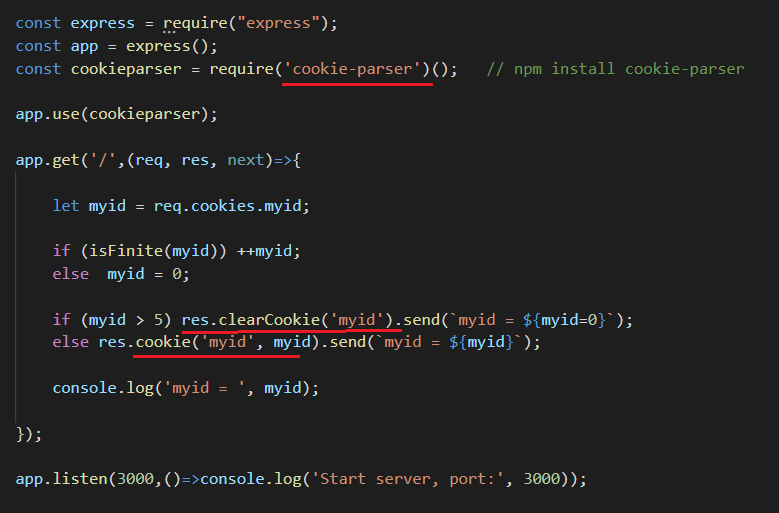 const express = require("express");
const app = express();
const cookieparser = require('cookie-parser')();   // npm install cookie-parser
app.use(cookieparser);
app.get('/',(req, res, next)=>{
let myid = req.cookies.myid;
if (isFinite(myid)) ++myid;
else  myid = 0;
if (myid > 5) res.clearCookie('myid').send(`myid = ${myid=0}`);
else res.cookie('myid', myid).send(`myid = ${myid}`);
console.log('myid = ', myid);
});
app.listen(3000,()=>console.log('Start server, port:', 3000));